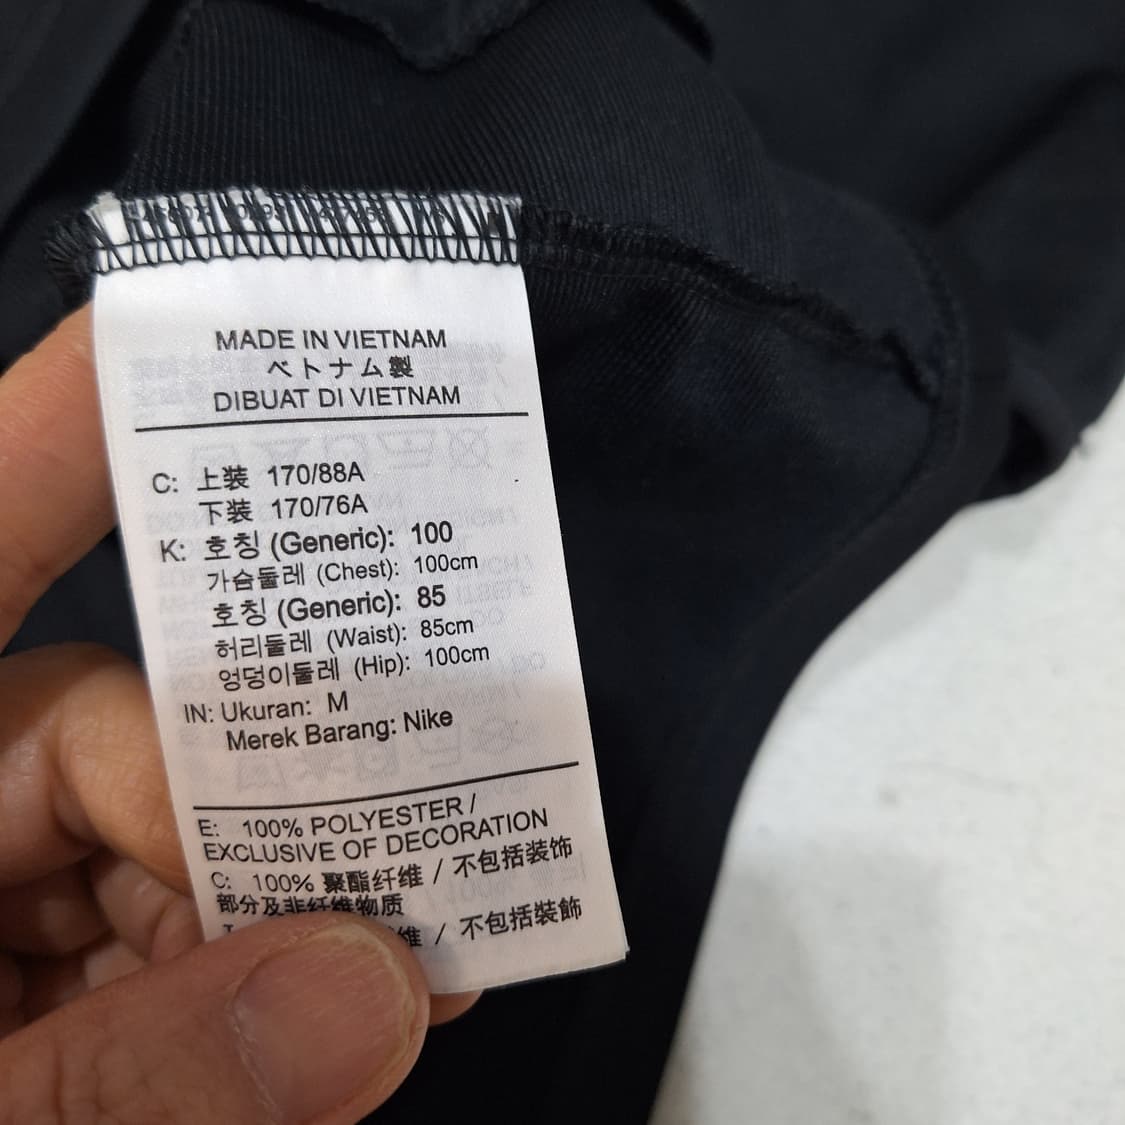 MADE IN VIETNAM
ベトナム製
DIBUAT DI VIETNAM
C: 上装 170/88A
下装 170/76A
K: 호칭 (Generic): 100
가슴둘레 (Chest): 100cm
호칭 (Generic): 85
허리둘레 (Waist): 85cm
엉덩이둘레 (Hip): 100cm
IN: Ukuran: M
Merek Barang: Nike
E: 100% POLYESTER /
EXCLUSIVE OF DECORATION
C: 100% 聚酯纤维 / 不包括装饰
部分及非纤维物质
維 / 不包括裝飾